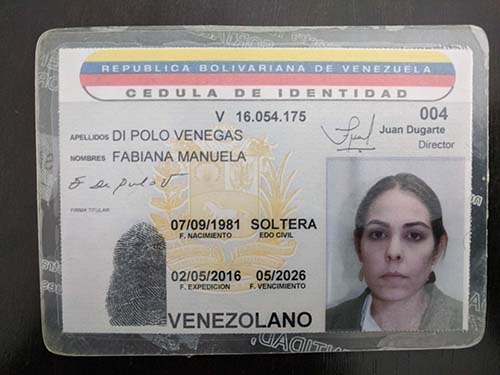 REPUBLICA BOLIVARIANA DE VENEZUELA
CEDULA DE IDENTIDAD
V 16.054.175
004
APELLIDOS DI POLO VENEGAS
Juan Dugarte
Director
NOMBRES FABIANA MANUELA
FIRMA TITULAR
07/09/1981 SOLTERA
F. NACIMIENTO EDO CIVIL
02/05/2016 05/2026
F. EXPEDICION F. VENCIMIENTO
VENEZOLANO